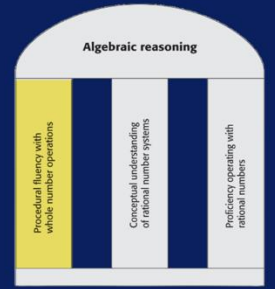 Algebraic reasoning
Procedural fluency with
whole number operations
Conceptual understanding
of rational number systems
Proficiency operating with
rational numbers